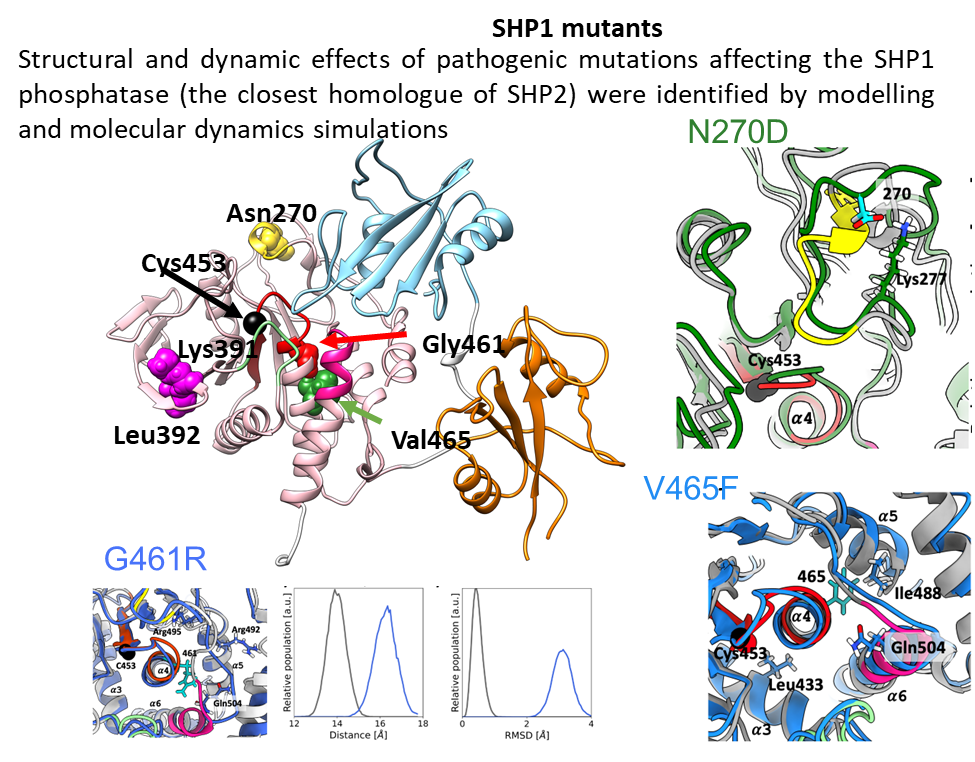 SHP1 mutants
Structural and dynamic effects of pathogenic mutations affecting the SHP1
phosphatase (the closest homologue of SHP2) were identified by modelling
and molecular dynamics simulations
N270D
270
Lys277
Cys453
α4
Asn270
Cys453
Lys391
Gly461
Leu392
Val465
V465F
α5
465
Ile488
α4
Cys453
Gln504
Leu433
α6
α3
G461R
Arg495
Arg492
C453
461
α4
α5
α3
Gln504
α6
Relative population [a.u.]
12 14 16 18
Distance [Å]
Relative population [a.u.]
0 2 4
RMSD [Å]